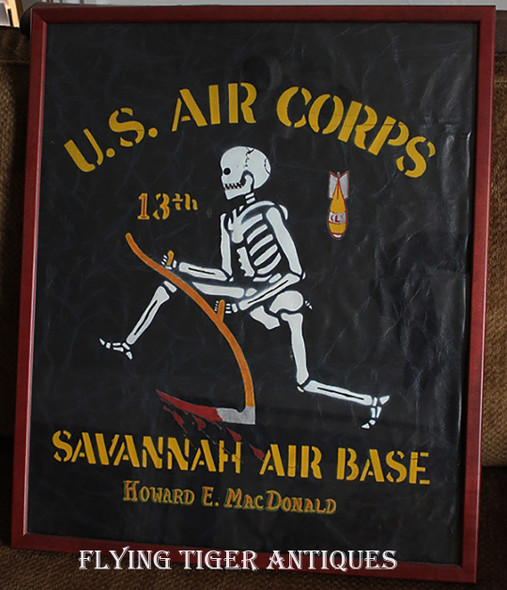 U.S. AIR CORPS
13th
SAVANNAH AIR BASE
HOWARD E. MACDONALD
FLYING TIGER ANTIQUES